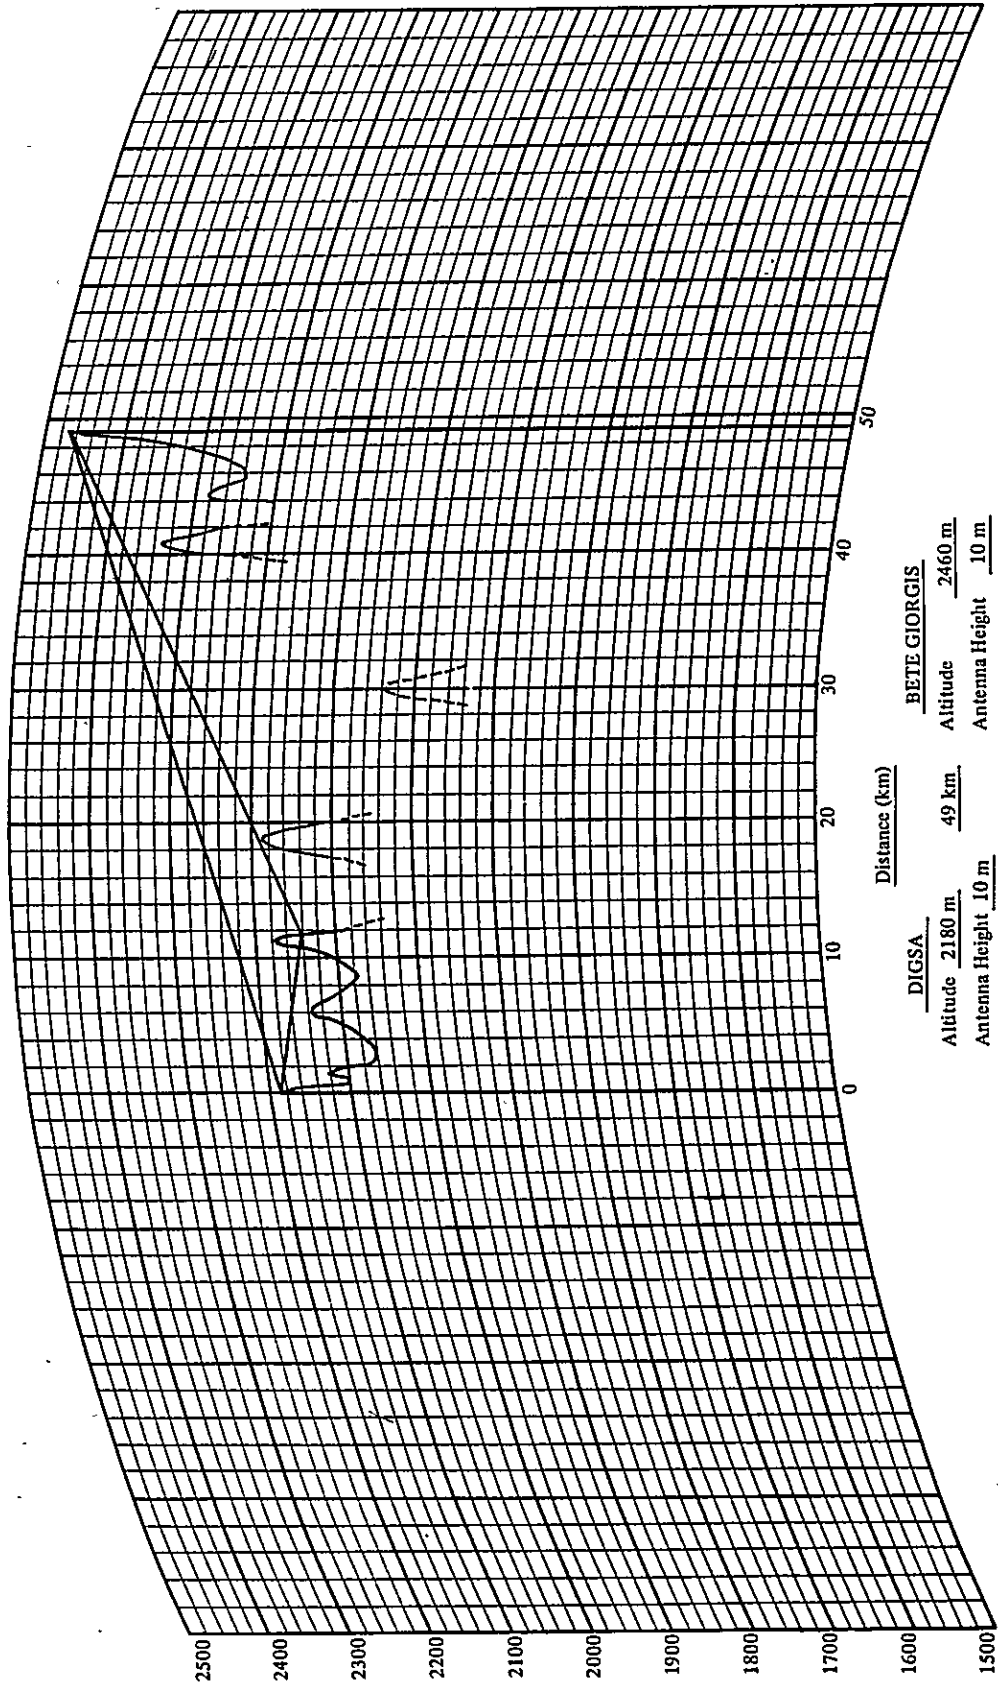 2500
2400
2300
2200
2100
2000
1900
1800
1700
1600
1500
0
10
20
30
40
50
Distance (km)
49 km
DIGSA
Altitude 2180 m
Antenna Height 10 m
BETE GIORGIS
Altitude 2460 m
Antenna Height 10 m